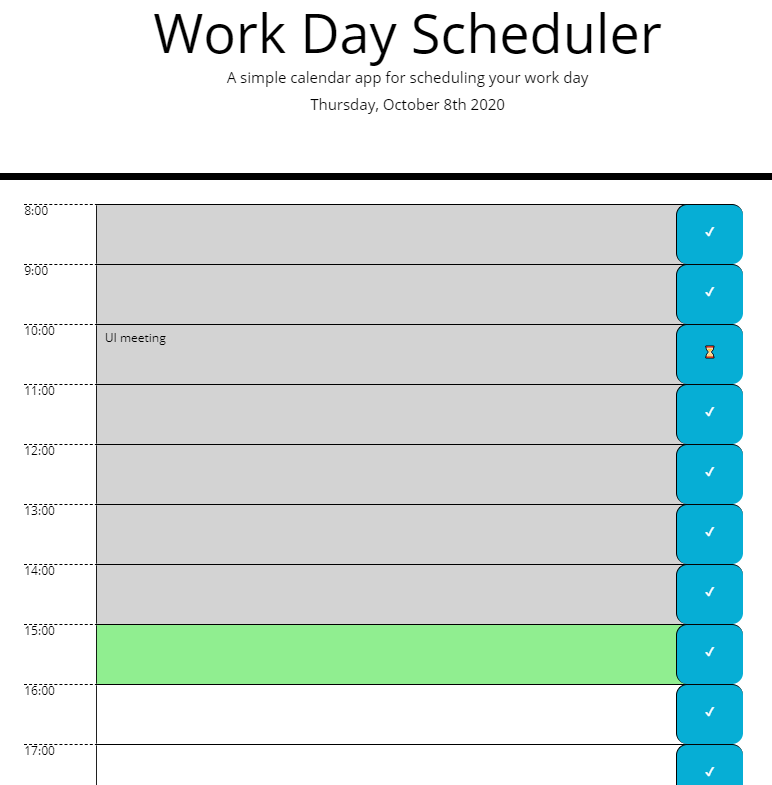 Work Day Scheduler
A simple calendar app for scheduling your work day
Thursday, October 8th 2020
8:00
9:00
10:00
UI meeting
11:00
12:00
13:00
14:00
15:00
16:00
17:00